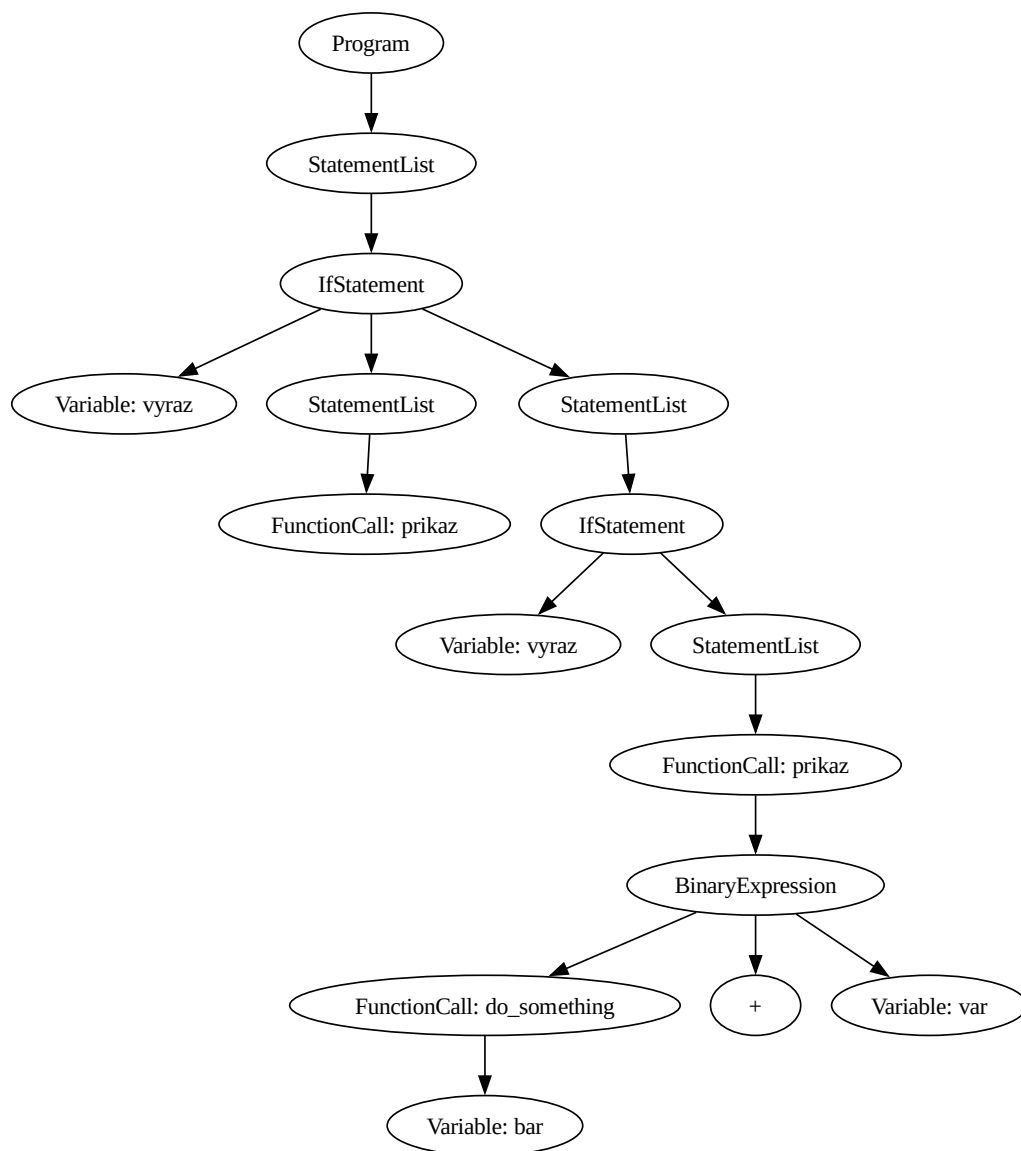 Program
StatementList
IfStatement
Variable: vyraz
StatementList
StatementList
FunctionCall: prikaz
IfStatement
Variable: vyraz
StatementList
FunctionCall: prikaz
BinaryExpression
FunctionCall: do_something
+
Variable: var
Variable: bar